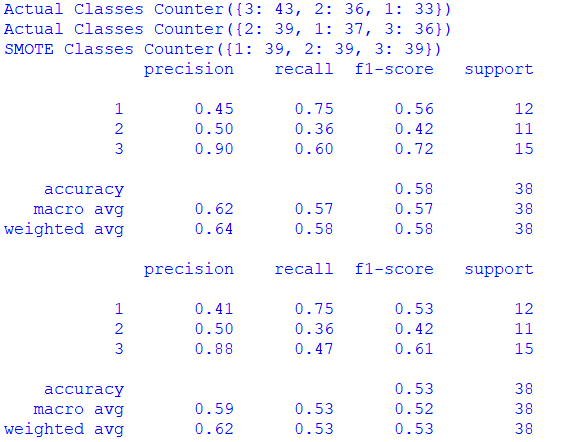 Actual Classes Counter({3: 43, 2: 36, 1: 33})
Actual Classes Counter({2: 39, 1: 37, 3: 36})
SMOTE Classes Counter({1: 39, 2: 39, 3: 39})
              precision    recall  f1-score   support

           1       0.45      0.75      0.56        12
           2       0.50      0.36      0.42        11
           3       0.90      0.60      0.72        15

    accuracy                           0.58        38
   macro avg       0.62      0.57      0.57        38
weighted avg       0.64      0.58      0.58        38

              precision    recall  f1-score   support

           1       0.41      0.75      0.53        12
           2       0.50      0.36      0.42        11
           3       0.88      0.47      0.61        15

    accuracy                           0.53        38
   macro avg       0.59      0.53      0.52        38
weighted avg       0.62      0.53      0.53        38